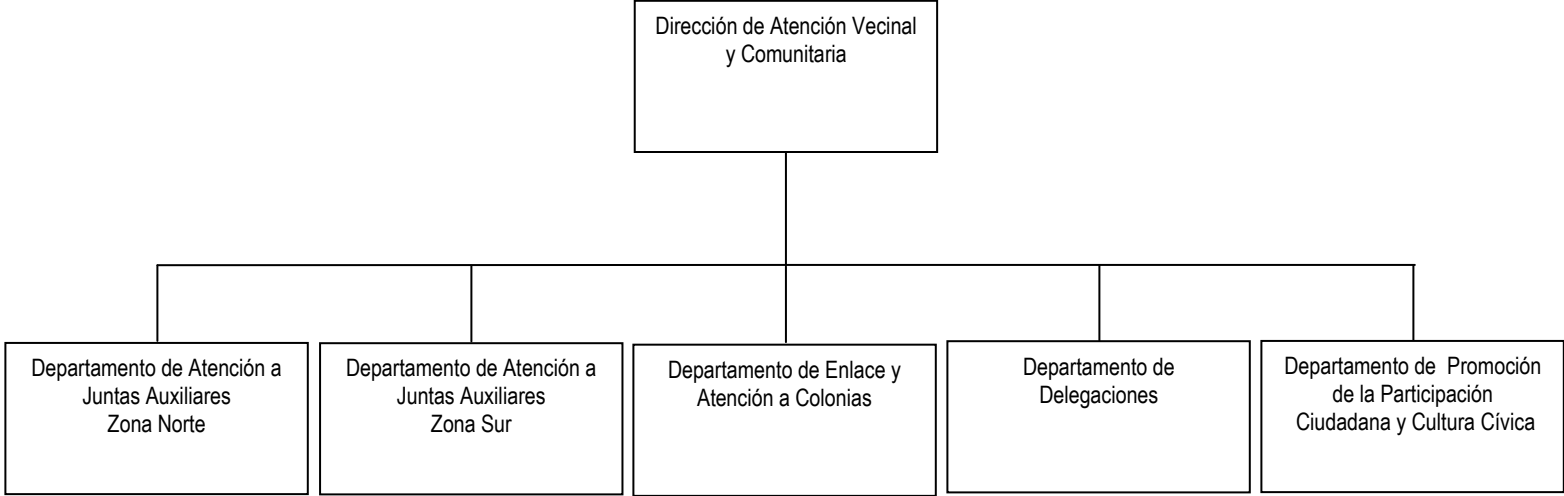 Dirección de Atención Vecinal
y Comunitaria
Departamento de Atención a
Juntas Auxiliares
Zona Norte
Departamento de Atención a
Juntas Auxiliares
Zona Sur
Departamento de Enlace y
Atención a Colonias
Departamento de
Delegaciones
Departamento de  Promoción
de la Participación
Ciudadana y Cultura Cívica